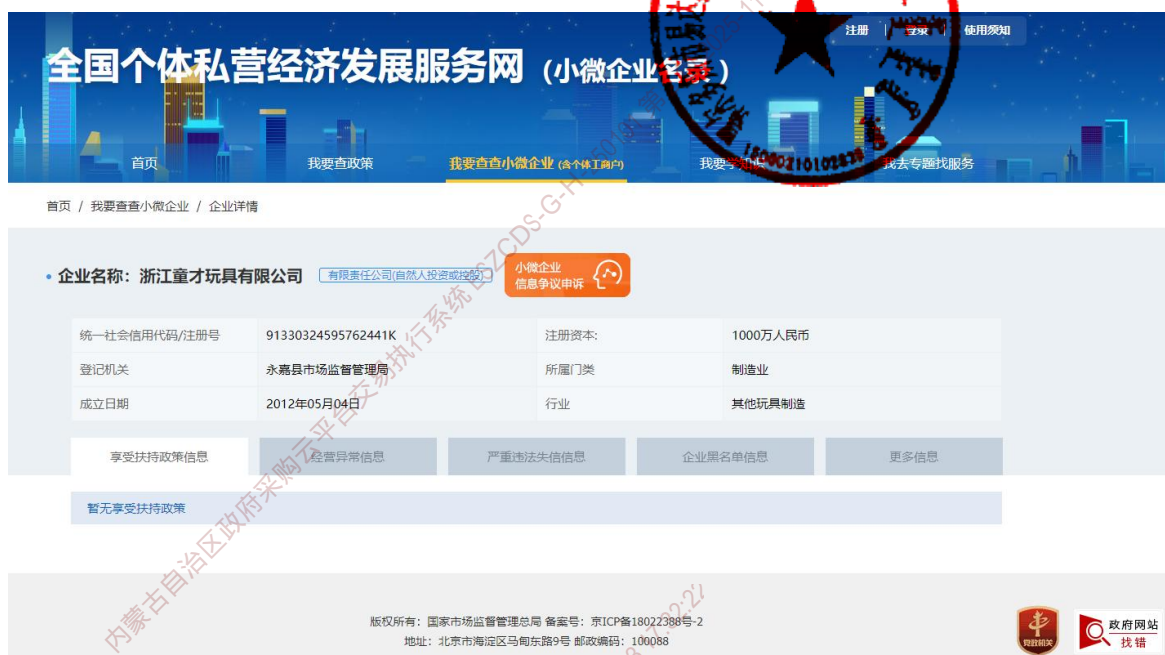 注册 | 登录 | 使用须知
全国个体私营经济发展服务网（小微企业名录）
首页 我要查政策 我要查查小微企业 (含个体工商户) 我要学知识 我去专题找服务
首页 / 我要查查小微企业 / 企业详情
企业名称：浙江童才玩具有限公司 有限责任公司(自然人投资或控股) 小微企业
信息争议申诉
统一社会信用代码/注册号 91330324595762441K 注册资本: 1000万人民币
登记机关 永嘉县市场监督管理局 所属门类 制造业
成立日期 2012年05月04日 行业 其他玩具制造
享受扶持政策信息 经营异常信息 严重违法失信信息 企业黑名单信息 更多信息
暂无享受扶持政策
内蒙古自治区政府采购云平台交易执行系统
版权所有：国家市场监督管理总局 备案号：京ICP备18022388号-2
地址：北京市海淀区马甸东路9号 邮政编码：100088
党政机关
政府网站
找错